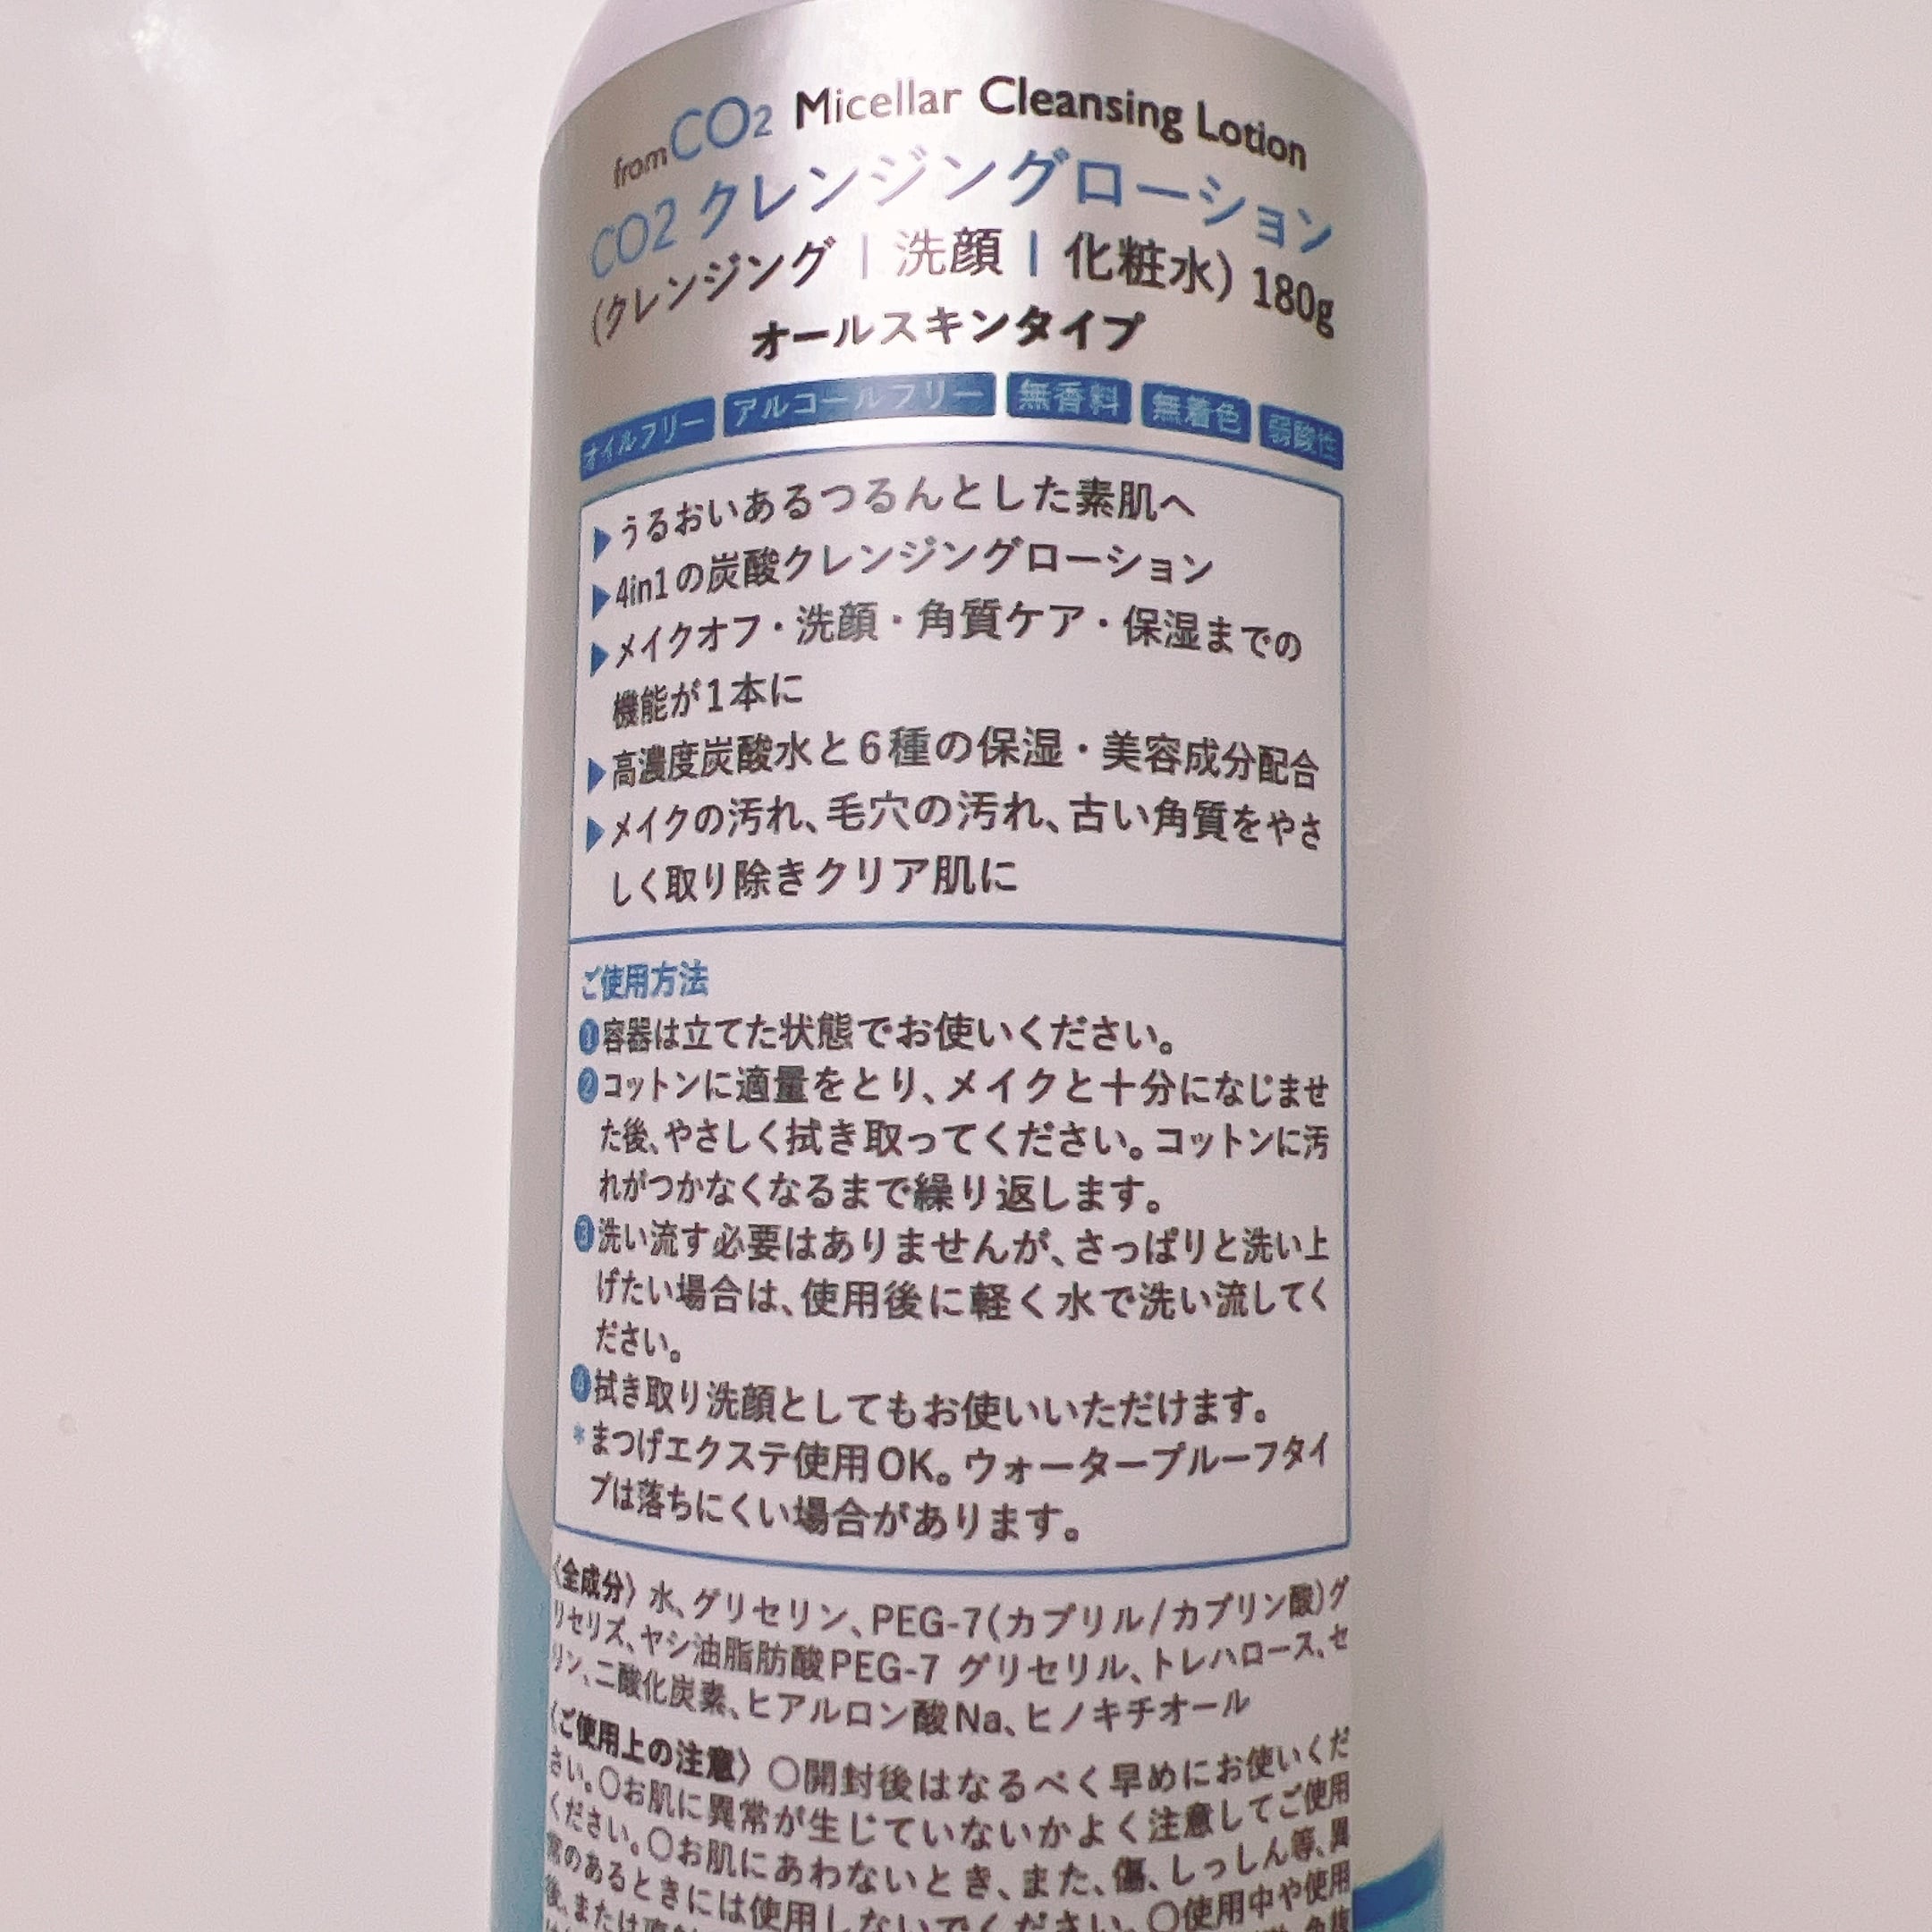 fromCO2 Micellar Cleansing Lotion
CO2 クレンジングローション
(クレンジング | 洗顔 | 化粧水) 180g
オールスキンタイプ
オイルフリー アルコールフリー 無香料 無着色 弱酸性
▶うるおいあるつるんとした素肌へ
▶4in1の炭酸クレンジングローション
▶メイクオフ・洗顔・角質ケア・保湿までの
機能が1本に
▶高濃度炭酸水と6種の保湿・美容成分配合
▶メイクの汚れ、毛穴の汚れ、古い角質をやさ
しく取り除きクリア肌に
ご使用方法
❶容器は立てた状態でお使いください。
❷コットンに適量をとり、メイクと十分になじませ
た後、やさしく拭き取ってください。コットンに汚
れがつかなくなるまで繰り返します。
❸洗い流す必要はありませんが、さっぱりと洗い上
げたい場合は、使用後に軽く水で洗い流してく
ださい。
❹拭き取り洗顔としてもお使いいただけます。
*まつげエクステ使用OK。ウォータープルーフタイ
プは落ちにくい場合があります。
〈全成分〉水、グリセリン、PEG-7(カプリル/カプリン酸)グ
リセリズ、ヤシ油脂肪酸PEG-7 グリセリル、トレハロース、セ
リン、二酸化炭素、ヒアルロン酸Na、ヒノキチオール
〈ご使用上の注意〉〇開封後はなるべく早めにお使いくだ
さい。〇お肌に異常が生じていないかよく注意してご使用
ください。〇お肌にあわないとき、また、傷、しっしん等、異
常のあるときには使用しないでください。〇使用中や使用
後、または